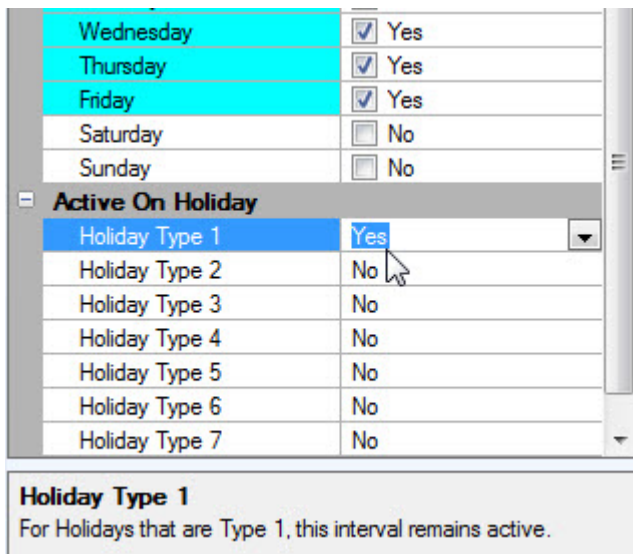 Wednesday Yes
Thursday Yes
Friday Yes
Saturday No
Sunday No
Active On Holiday
Holiday Type 1 Yes
Holiday Type 2 No
Holiday Type 3 No
Holiday Type 4 No
Holiday Type 5 No
Holiday Type 6 No
Holiday Type 7 No
Holiday Type 1
For Holidays that are Type 1, this interval remains active.